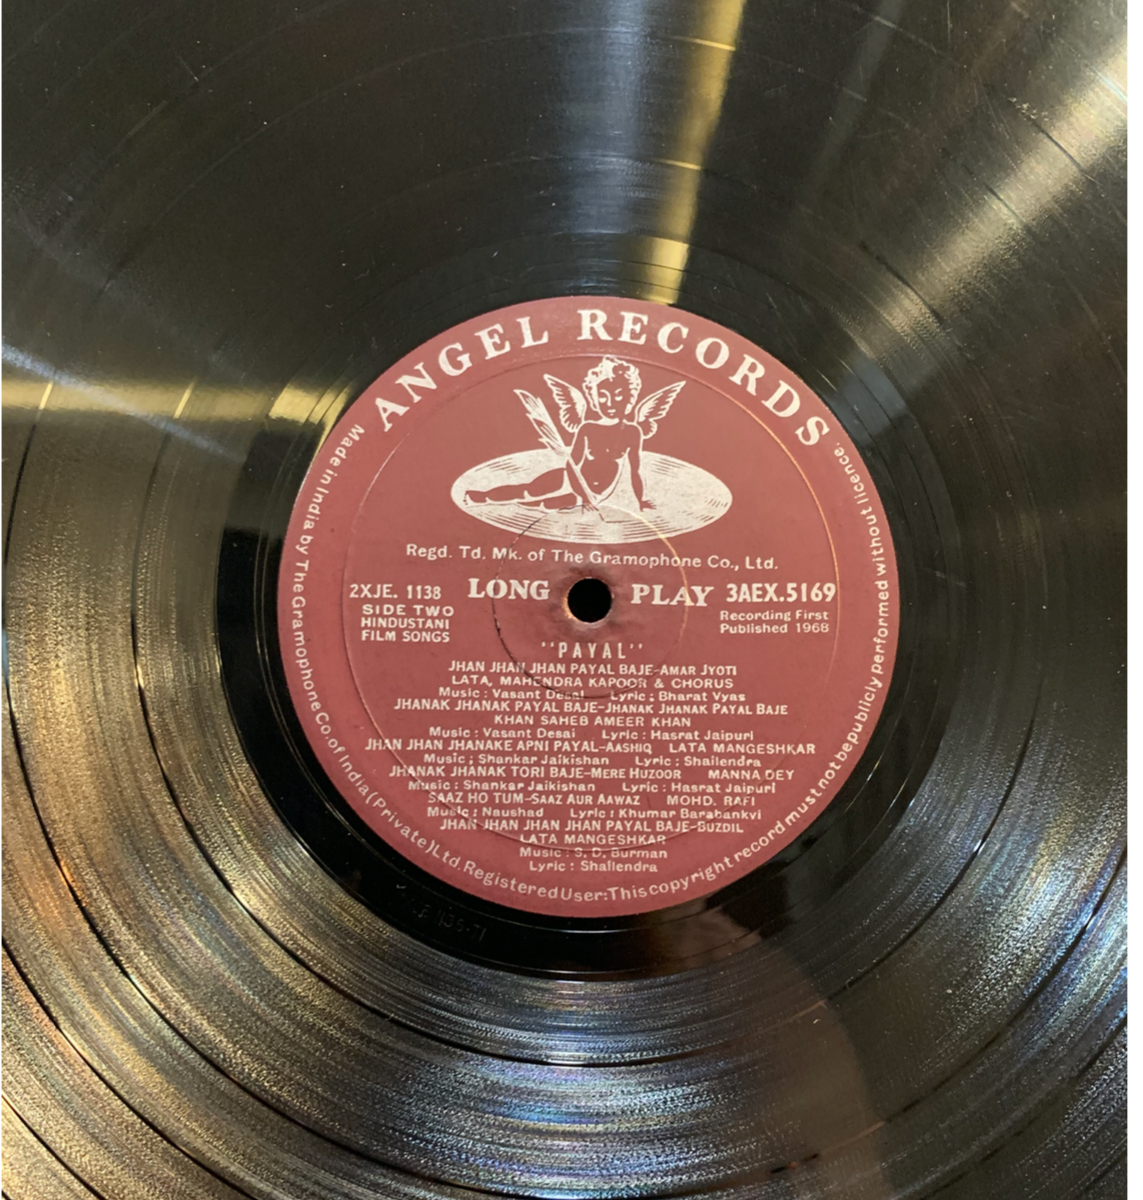 ANGEL RECORDS
Regd. Td. Mk. of The Gramophone Co., Ltd.
2XJE. 1138 LONG PLAY 3AEX.5169
SIDE TWO
HINDUSTANI
FILM SONGS
Recording First
Published 1968
"PAYAL"
JHAN JHAN JHAN PAYAL BAJE-AMAR JYOTI
LATA, MAHENDRA KAPOOR & CHORUS
Music : Vasant Desai Lyric : Bharat Vyas
JHANAK JHANAK PAYAL BAJE-JHANAK JHANAK PAYAL BAJE
KHAN SAHEB AMEER KHAN
Music : Vasant Desai Lyric : Hasrat Jaipuri
JHAN JHAN JHANAKE APNI PAYAL-AASHIQ LATA MANGESHKAR
Music ; Shankar Jaikishan Lyric : Shailendra
JHANAK JHANAK TORI BAJE-MERE HUZOOR MANNA DEY
Music : Shankar Jaikishan Lyric : Hasrat Jaipuri
SAAZ HO TUM-SAAZ AUR AAWAZ MOHD. RAFI
Music : Naushad Lyric : Khumar Barabankvi
JHAN JHAN JHAN JHAN PAYAL BAJE-BUZDIL
LATA MANGESHKAR
Music : S. D. Burman
Lyric : Shailendra
Made in India by The Gramophone Co. of India (Private) Ltd. Registered User: This copyright record must not be publicly performed without licence.